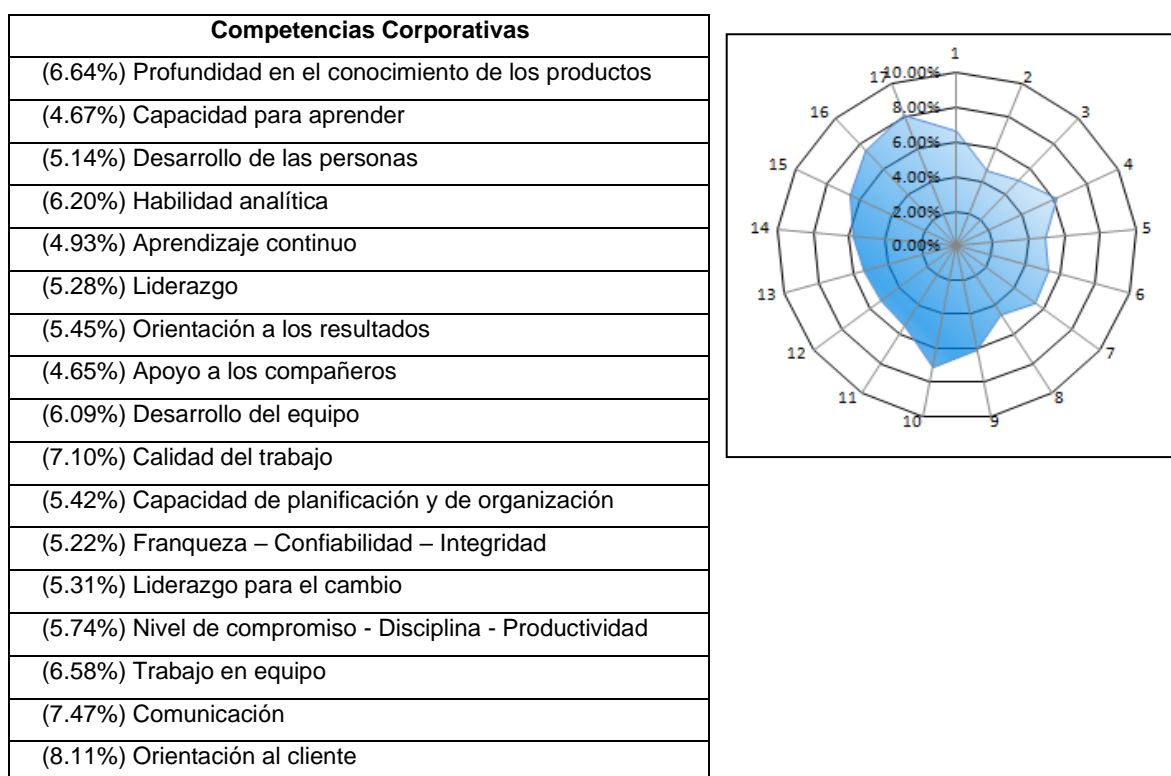 Competencias Corporativas
(6.64%) Profundidad en el conocimiento de los productos
(4.67%) Capacidad para aprender
(5.14%) Desarrollo de las personas
(6.20%) Habilidad analítica
(4.93%) Aprendizaje continuo
(5.28%) Liderazgo
(5.45%) Orientación a los resultados
(4.65%) Apoyo a los compañeros
(6.09%) Desarrollo del equipo
(7.10%) Calidad del trabajo
(5.42%) Capacidad de planificación y de organización
(5.22%) Franqueza – Confiabilidad – Integridad
(5.31%) Liderazgo para el cambio
(5.74%) Nivel de compromiso - Disciplina - Productividad
(6.58%) Trabajo en equipo
(7.47%) Comunicación
(8.11%) Orientación al cliente
1
2
3
4
5
6
7
8
9
10
11
12
13
14
15
16
17
10.00%
8.00%
6.00%
4.00%
2.00%
0.00%